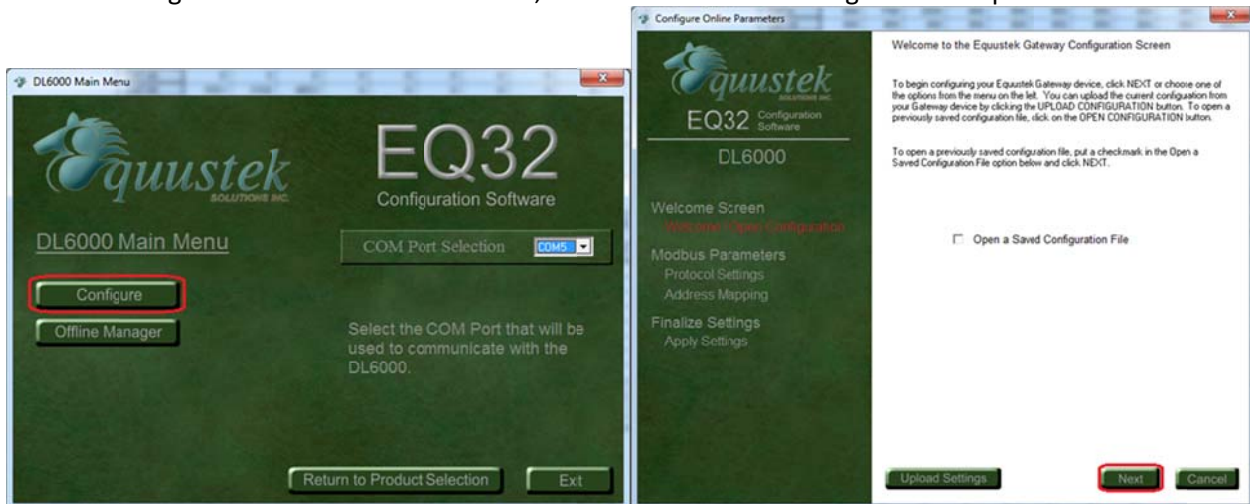 DL6000 Main Menu
Equustek
SOLUTIONS INC.
EQ32
Configuration Software
DL6000 Main Menu
COM Port Selection
COM5
Configure
Offline Manager
Select the COM Port that will be
used to communicate with the
DL6000.
Return to Product Selection
Ext
Configure Online Parameters
Equustek
SOLUTIONS INC.
EQ32 Configuration
Software
DL6000
Welcome Screen
Welcome / Open Configuration
Modbus Parameters
Protocol Settings
Address Mapping
Finalize Settings
Apply Settings
Welcome to the Equustek Gateway Configuration Screen
To begin configuring your Equustek Gateway device, click NEXT or choose one of
the options from the menu on the left. You can upload the current configuation from
your Gateway device by clicking the UPLOAD CONFIGURATION button. To open a
previously saved configuration file, click on the OPEN CONFIGURATION button.
To open a previously saved configuration file, put a checkmark in the Open a
Saved Configuration File option below and click NEXT.
Open a Saved Configuration File
Upload Settings
Next
Cancel